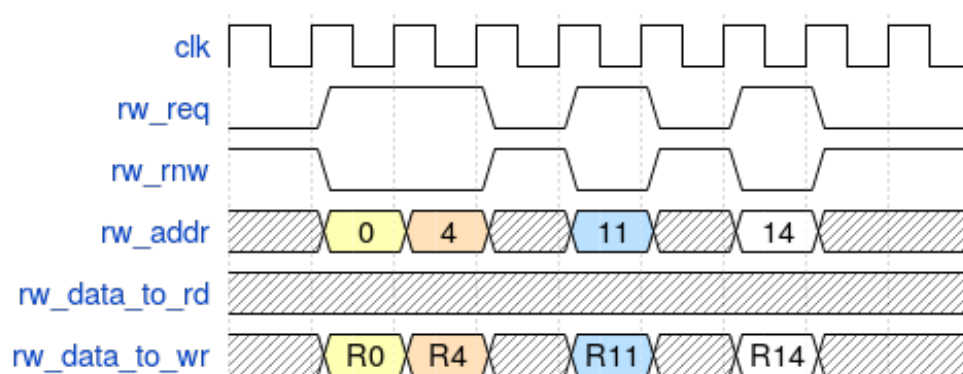 clk
rw_req
rw_rnw
rw_addr 0 4 11 14
rw_data_to_rd
rw_data_to_wr R0 R4 R11 R14